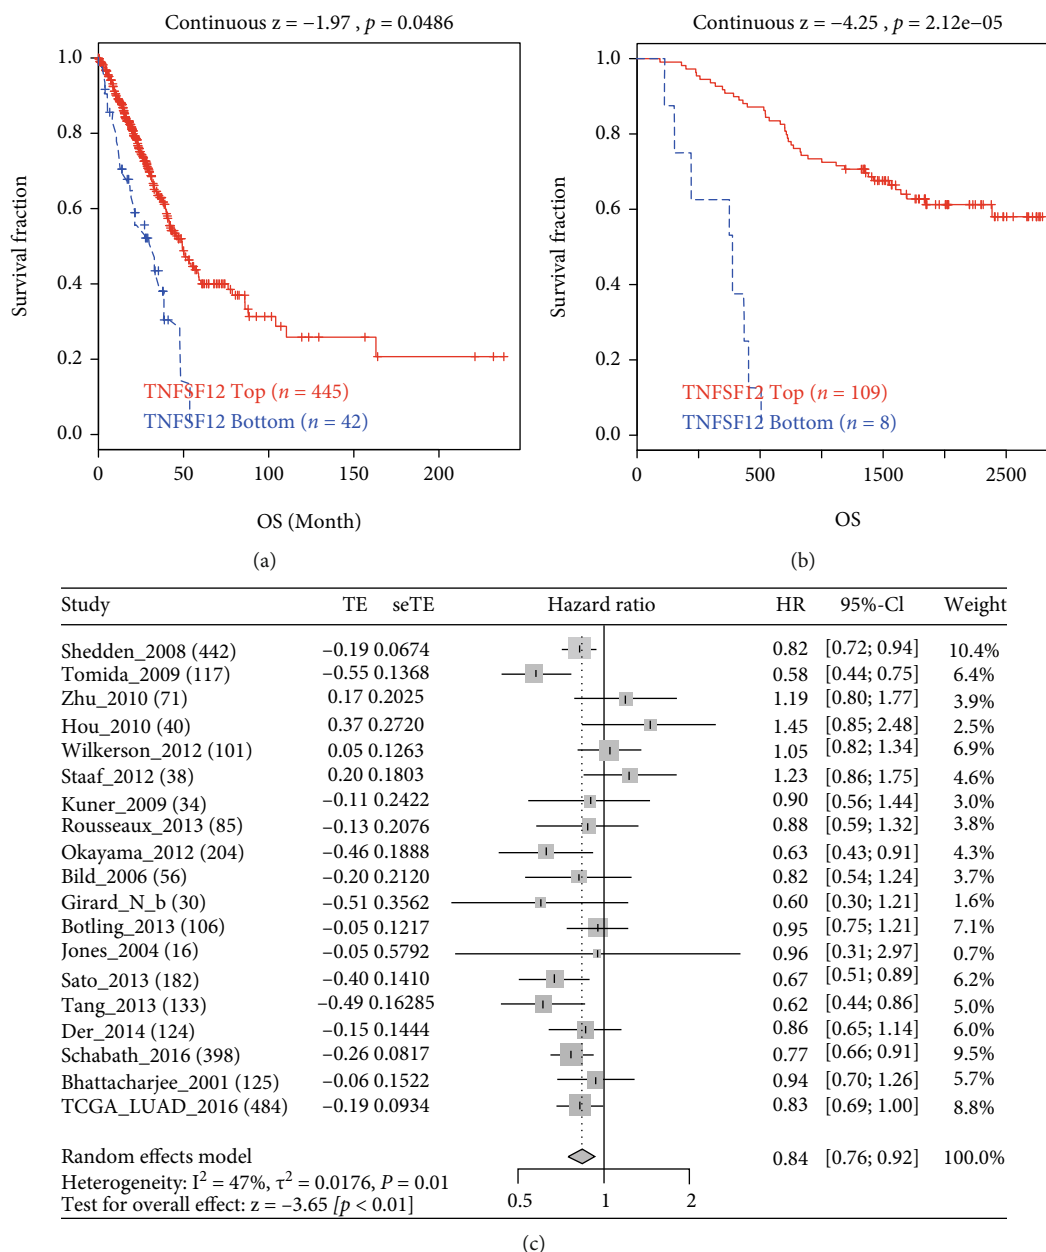 Continuous z = −1.97 , p = 0.0486
Survival fraction
1.0
0.8
0.6
0.4
0.2
0.0
TNFSF12 Top (n = 445)
TNFSF12 Bottom (n = 42)
0 50 100 200
OS (Month)
(a)
Continuous z = −4.25 , p = 2.12e−05
Survival fraction
1.0
0.8
0.6
0.4
0.2
0.0
TNFSF12 Top (n = 109)
TNFSF12 Bottom (n = 8)
0 500 1500 2500
OS
(b)
Study TE seTE Hazard ratio HR 95%-Cl Weight
Shedden_2008 (442) −0.19 0.0674 0.82 [0.72; 0.94] 10.4%
Tomida_2009 (117) −0.55 0.1368 0.58 [0.44; 0.75] 6.4%
Zhu_2010 (71) 0.17 0.2025 1.19 [0.80; 1.77] 3.9%
Hou_2010 (40) 0.37 0.2720 1.45 [0.85; 2.48] 2.5%
Wilkerson_2012 (101) 0.05 0.1263 1.05 [0.82; 1.34] 6.9%
Staaf_2012 (38) 0.20 0.1803 1.23 [0.86; 1.75] 4.6%
Kuner_2009 (34) −0.11 0.2422 0.90 [0.56; 1.44] 3.0%
Rousseaux_2013 (85) −0.13 0.2076 0.88 [0.59; 1.32] 3.8%
Okayama_2012 (204) −0.46 0.1888 0.63 [0.43; 0.91] 4.3%
Bild_2006 (56) −0.20 0.2120 0.82 [0.54; 1.24] 3.7%
Girard_N_b (30) −0.51 0.3562 0.60 [0.30; 1.21] 1.6%
Botling_2013 (106) −0.05 0.1217 0.95 [0.75; 1.21] 7.1%
Jones_2004 (16) −0.05 0.5792 0.96 [0.31; 2.97] 0.7%
Sato_2013 (182) −0.40 0.1410 0.67 [0.51; 0.89] 6.2%
Tang_2013 (133) −0.49 0.16285 0.62 [0.44; 0.86] 5.0%
Der_2014 (124) −0.15 0.1444 0.86 [0.65; 1.14] 6.0%
Schabath_2016 (398) −0.26 0.0817 0.77 [0.66; 0.91] 9.5%
Bhattacharjee_2001 (125) −0.06 0.1522 0.94 [0.70; 1.26] 5.7%
TCGA_LUAD_2016 (484) −0.19 0.0934 0.83 [0.69; 1.00] 8.8%
Random effects model 0.84 [0.76; 0.92] 100.0%
Heterogeneity: I² = 47%, τ² = 0.0176, P = 0.01
0.5 1 2
Test for overall effect: z = −3.65 [p < 0.01]
(c)